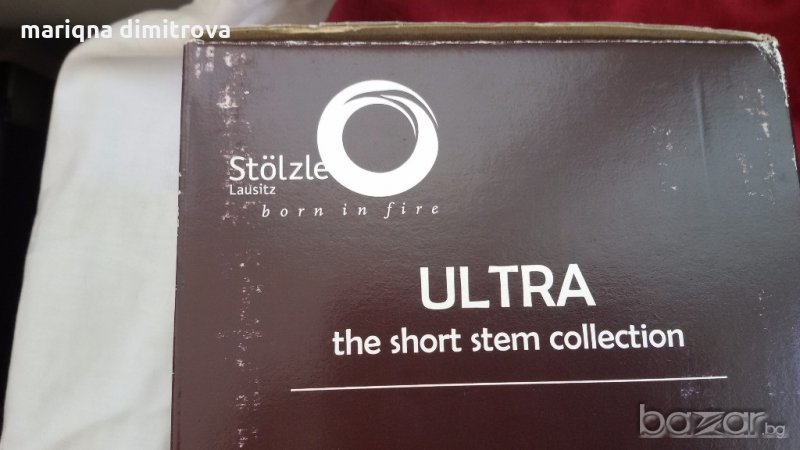 mariqna dimitrova
Stölzle
Lausitz
born in fire
ULTRA
the short stem collection
bazar.bg